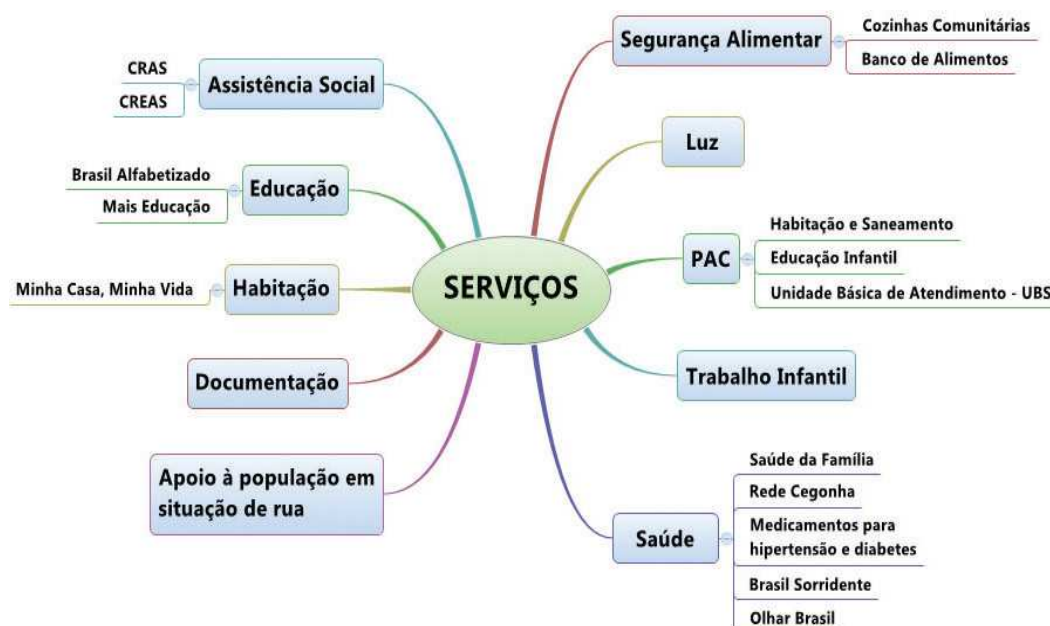 SERVIÇOS
Segurança Alimentar
Cozinhas Comunitárias
Banco de Alimentos
Luz
PAC
Habitação e Saneamento
Educação Infantil
Unidade Básica de Atendimento - UBS
Trabalho Infantil
Saúde
Saúde da Família
Rede Cegonha
Medicamentos para
hipertensão e diabetes
Brasil Sorridente
Olhar Brasil
Assistência Social
CRAS
CREAS
Educação
Brasil Alfabetizado
Mais Educação
Habitação
Minha Casa, Minha Vida
Documentação
Apoio à população em
situação de rua